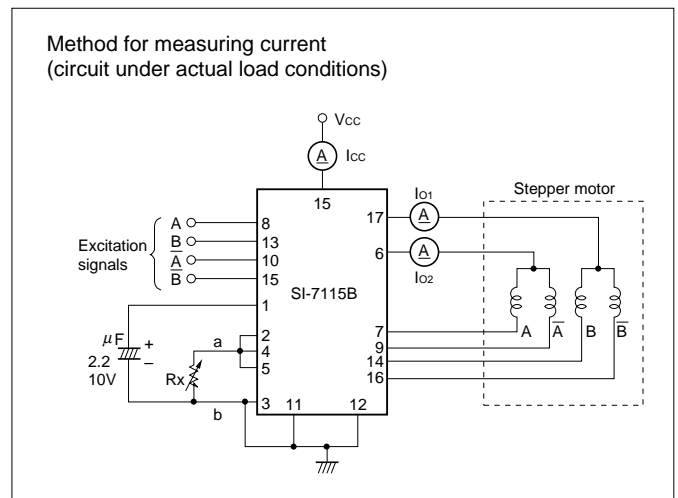 Method for measuring current
(circuit under actual load conditions)
Vcc
A Icc
15
Excitation signals
A 8
B 13
A̅ 10
B̅ 15
1
2
4
5
3
11
12
SI-7115B
17
6
7
9
14
16
IO1
A
A
IO2
Stepper motor
A A̅ B B̅
μF
2.2
10V
+
–
a
Rx
b